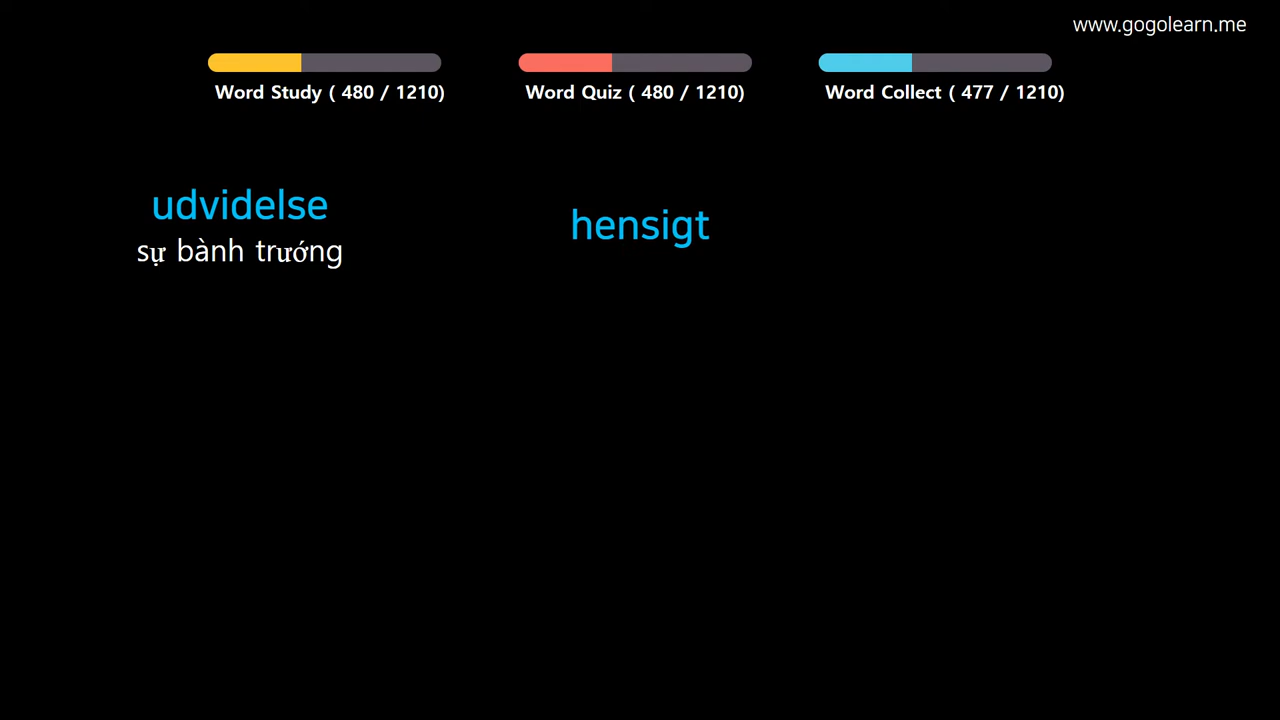 www.gogolearn.me
Word Study ( 480 / 1210)
Word Quiz ( 480 / 1210)
Word Collect ( 477 / 1210)
udvidelse
sự bành trướng
hensigt